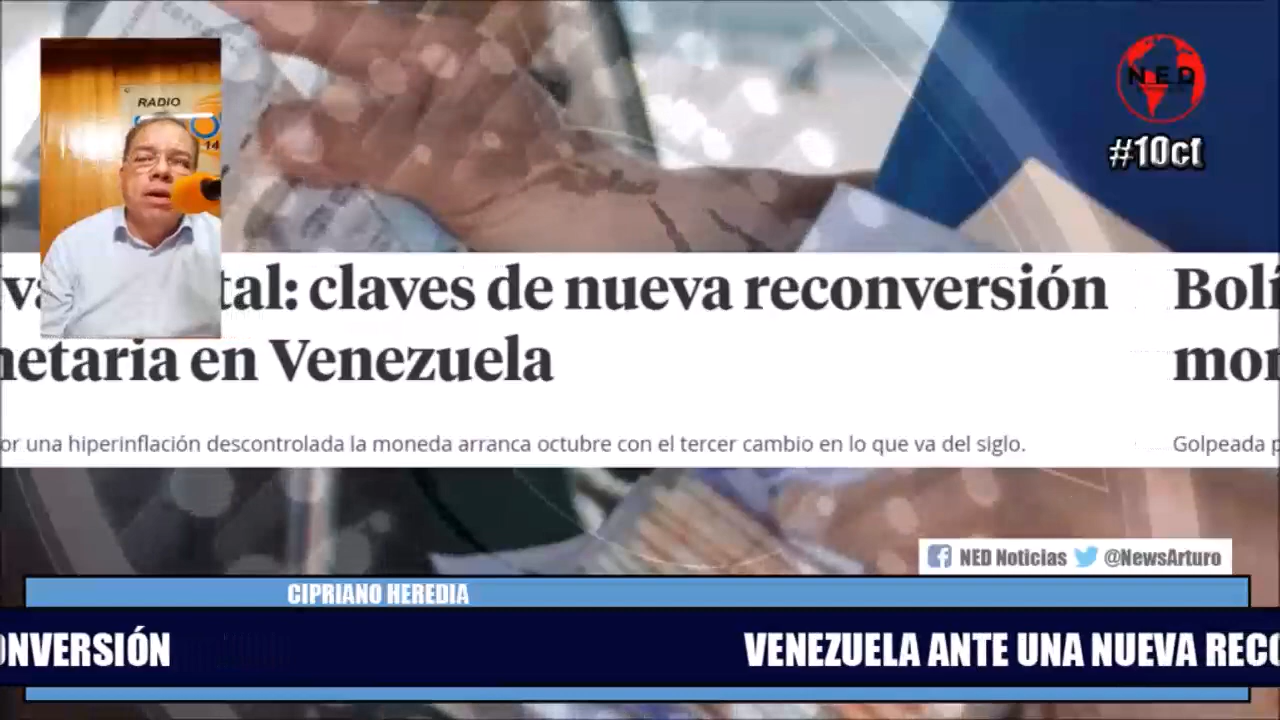 RADIO
14
NED
#10ct
íva tal: claves de nueva reconversión
netaria en Venezuela
or una hiperinflación descontrolada la moneda arranca octubre con el tercer cambio en lo que va del siglo.
Bolí
mon
Golpeada p
NED Noticias @NewsArturo
CIPRIANO HEREDIA
ONVERSIÓN VENEZUELA ANTE UNA NUEVA RECO